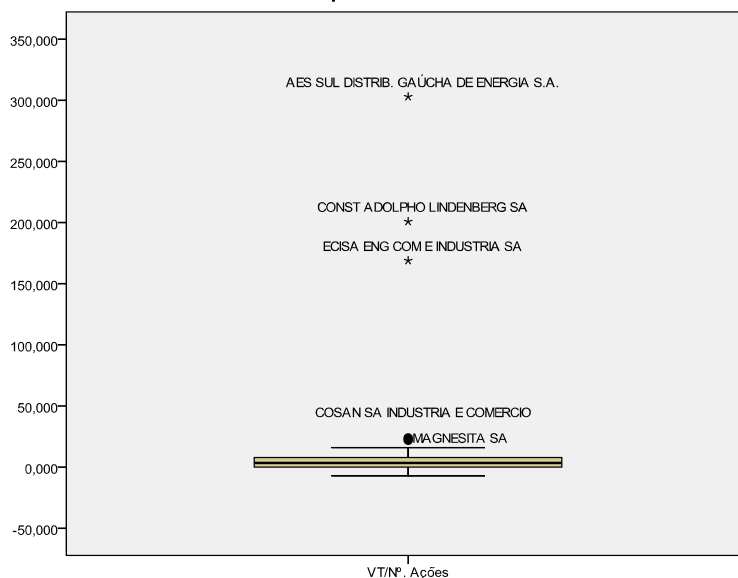 350,000
AES SUL DISTRIB. GAÚCHA DE ENERGIA S.A.
300,000
250,000
CONST ADOLPHO LINDENBERG SA
200,000
ECISA ENG COM E INDUSTRIA SA
150,000
100,000
50,000
COSAN SA INDUSTRIA E COMERCIO
MAGNESITA SA
0,000
-50,000
VT/Nº. Ações